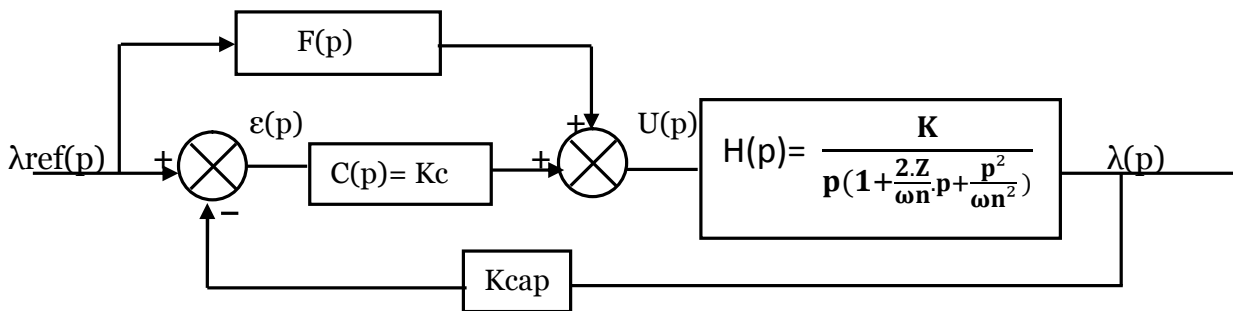 F(p)
ε(p)
+
U(p)
λref(p)
+
C(p)= Kc
+
H(p)= K / p(1+2.Z/ωn.p+p²/ωn²)
λ(p)
−
Kcap